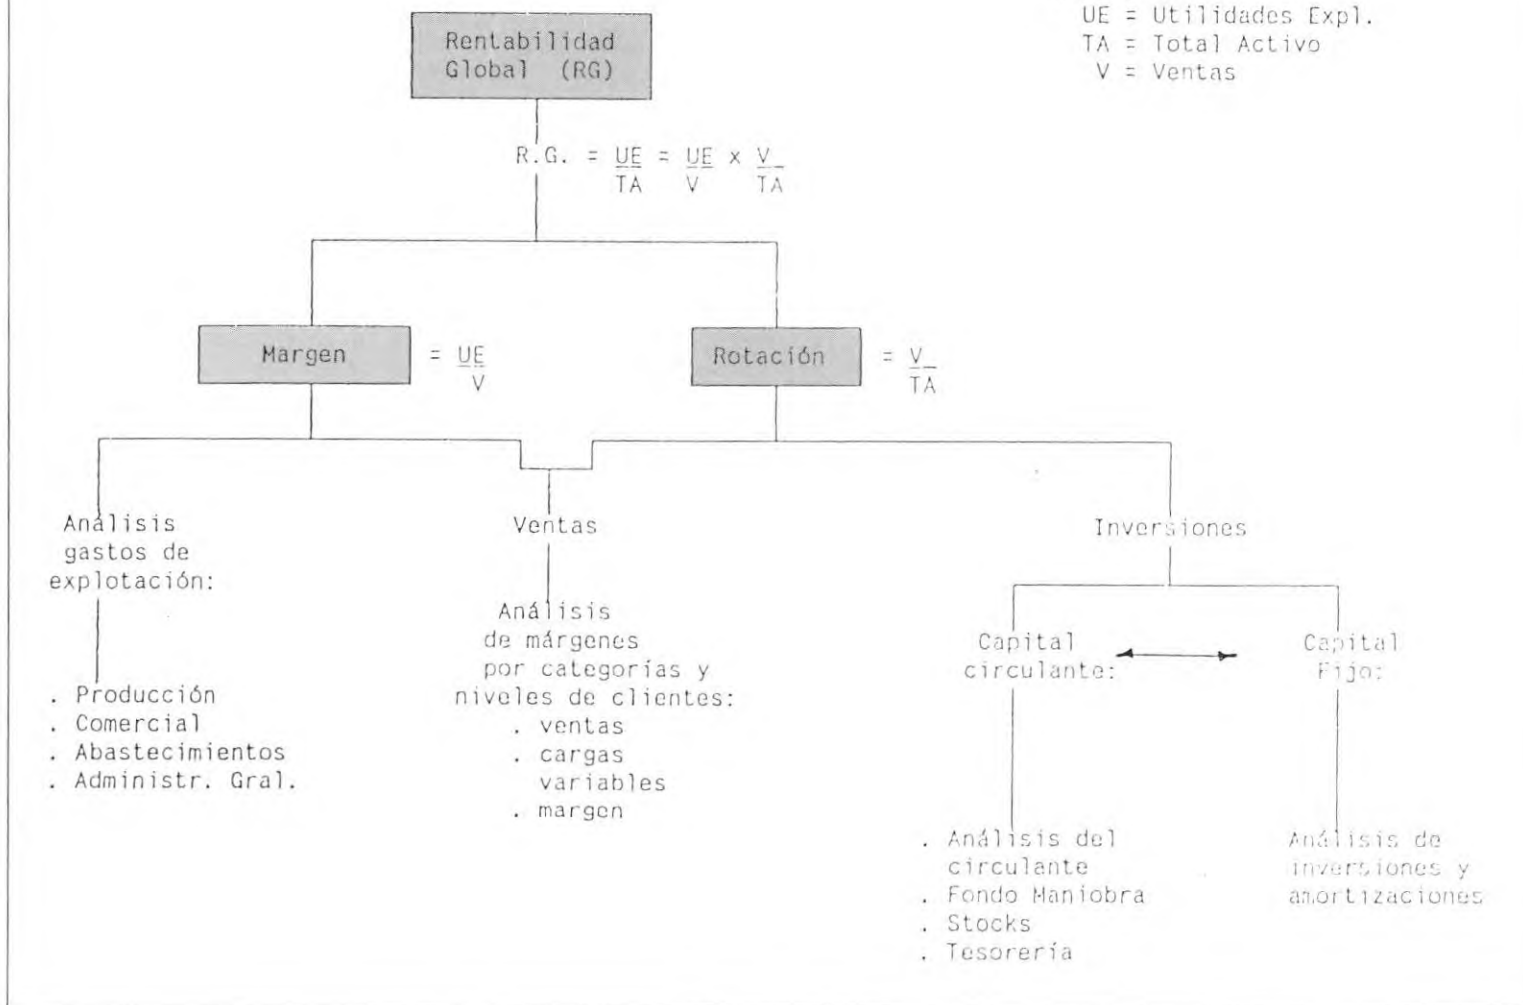 UE = Utilidades Expl.
TA = Total Activo
V = Ventas
Rentabilidad
Global (RG)
R.G. = UE = UE x V
TA V TA
Margen
= UE
V
Rotación
= V
TA
Análisis
gastos de
explotación:
. Producción
. Comercial
. Abastecimientos
. Administr. Gral.
Ventas
Análisis
de márgenes
por categorías y
niveles de clientes:
. ventas
. cargas
variables
. margen
Inversiones
Capital
circulante:
. Análisis del
circulante
. Fondo Maniobra
. Stocks
. Tesorería
Capital
Fijo:
Análisis de
inversiones y
amortizaciones